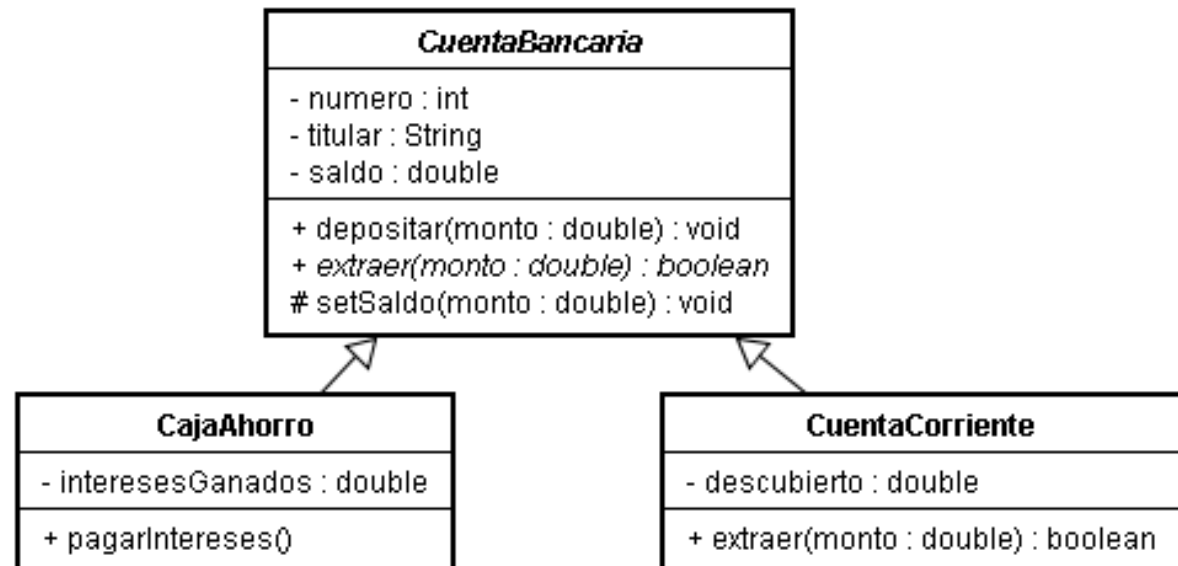 CuentaBancaria
- numero : int
- titular : String
- saldo : double
+ depositar(monto : double) : void
+ extraer(monto : double) : boolean
# setSaldo(monto : double) : void
CajaAhorro
- interesesGanados : double
+ pagarIntereses()
CuentaCorriente
- descubierto : double
+ extraer(monto : double) : boolean